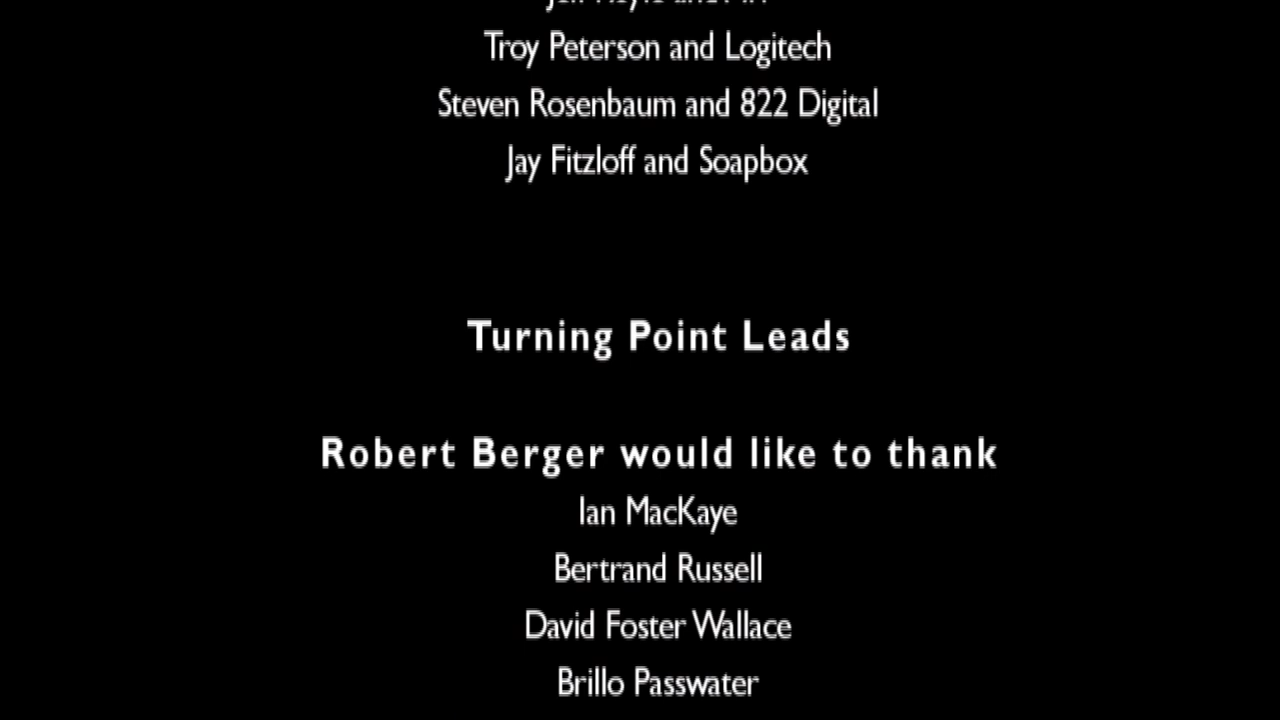 Troy Peterson and Logitech
Steven Rosenbaum and 822 Digital
Jay Fitzloff and Soapbox
Turning Point Leads
Robert Berger would like to thank
Ian MacKaye
Bertrand Russell
David Foster Wallace
Brillo Passwater